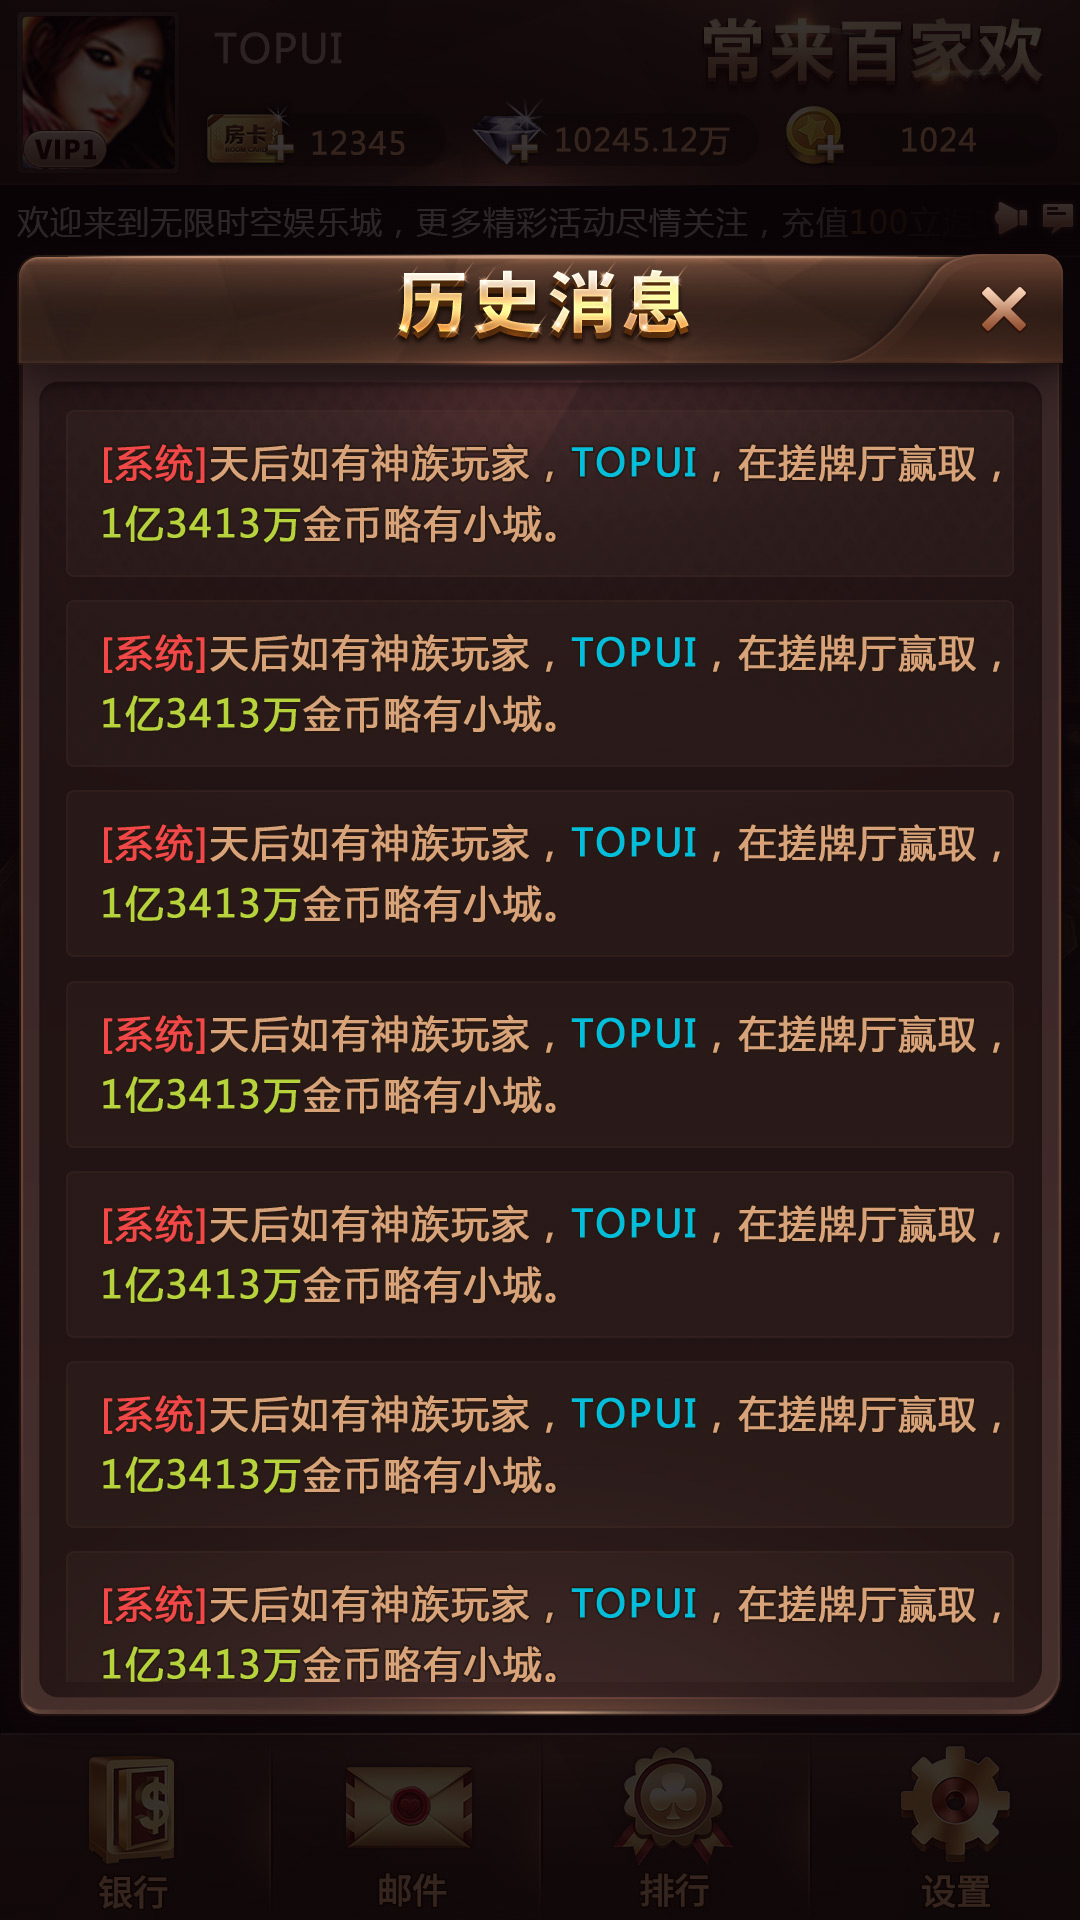 TOPUI
常来百家欢
VIP1
房卡
ROOM CARD
12345
10245.12万
1024
欢迎来到无限时空娱乐城，更多精彩活动尽情关注，充值100立
历史消息
[系统]天后如有神族玩家，TOPUI，在搓牌厅赢取，
1亿3413万金币略有小城。
[系统]天后如有神族玩家，TOPUI，在搓牌厅赢取，
1亿3413万金币略有小城。
[系统]天后如有神族玩家，TOPUI，在搓牌厅赢取，
1亿3413万金币略有小城。
[系统]天后如有神族玩家，TOPUI，在搓牌厅赢取，
1亿3413万金币略有小城。
[系统]天后如有神族玩家，TOPUI，在搓牌厅赢取，
1亿3413万金币略有小城。
[系统]天后如有神族玩家，TOPUI，在搓牌厅赢取，
1亿3413万金币略有小城。
[系统]天后如有神族玩家，TOPUI，在搓牌厅赢取，
1亿3413万金币略有小城。
银行
邮件
排行
设置